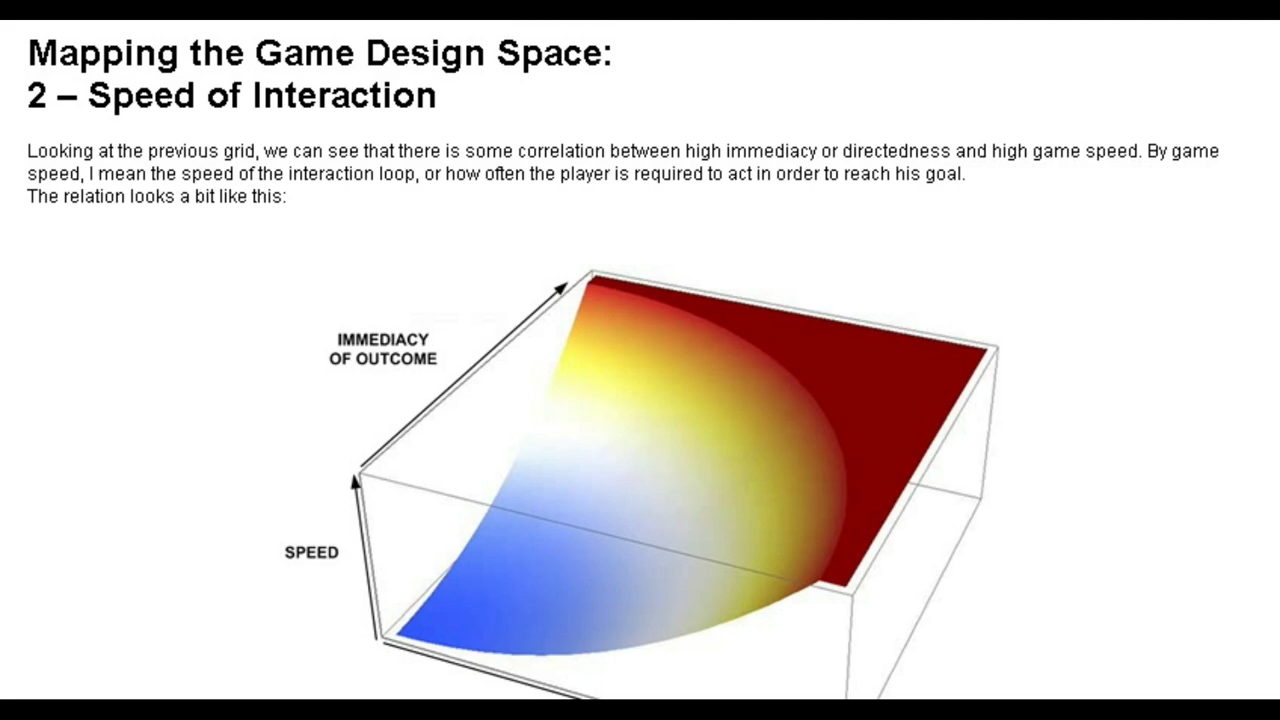 Mapping the Game Design Space:
2 – Speed of Interaction
Looking at the previous grid, we can see that there is some correlation between high immediacy or directedness and high game speed. By game
speed, I mean the speed of the interaction loop, or how often the player is required to act in order to reach his goal.
The relation looks a bit like this:
IMMEDIACY
OF OUTCOME
SPEED